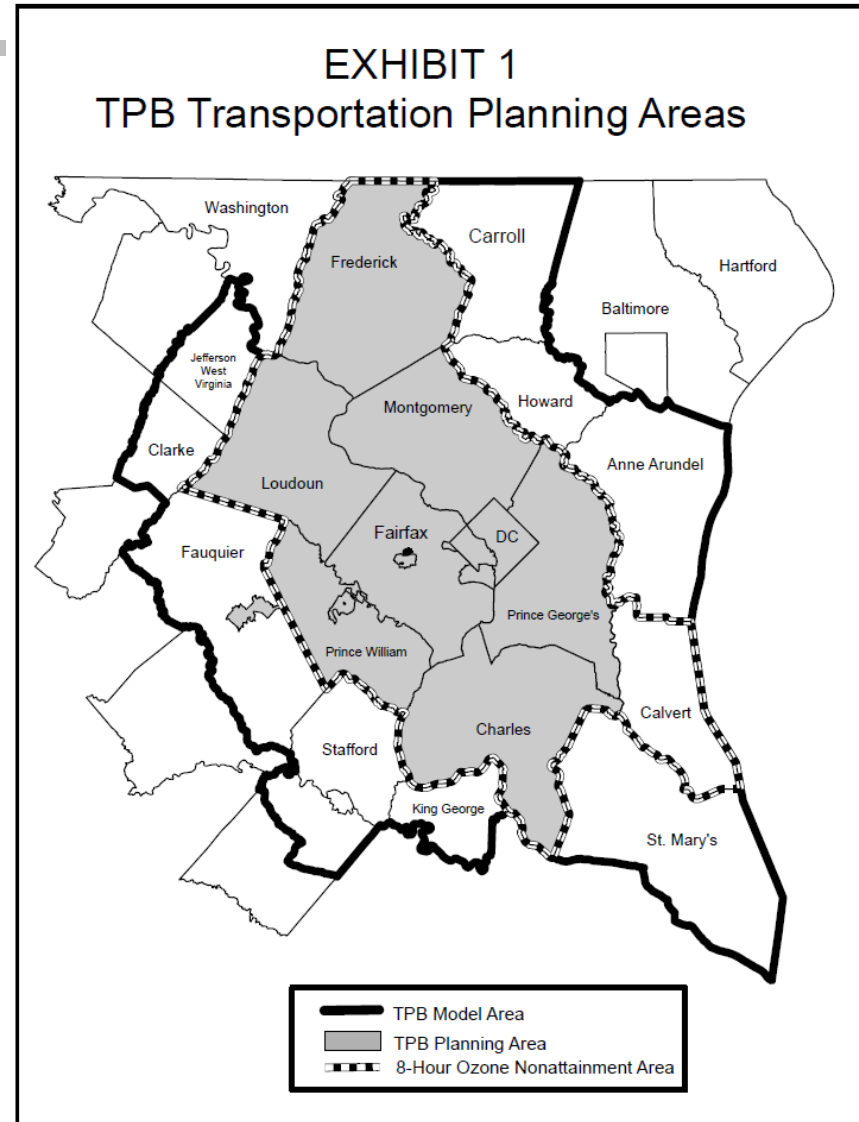 EXHIBIT 1
TPB Transportation Planning Areas
Washington
Frederick
Carroll
Hartford
Baltimore
Jefferson
West
Virginia
Howard
Montgomery
Clarke
Anne Arundel
Loudoun
Fairfax
DC
Fauquier
Prince George's
Prince William
Calvert
Charles
Stafford
King George
St. Mary's
TPB Model Area
TPB Planning Area
8-Hour Ozone Nonattainment Area